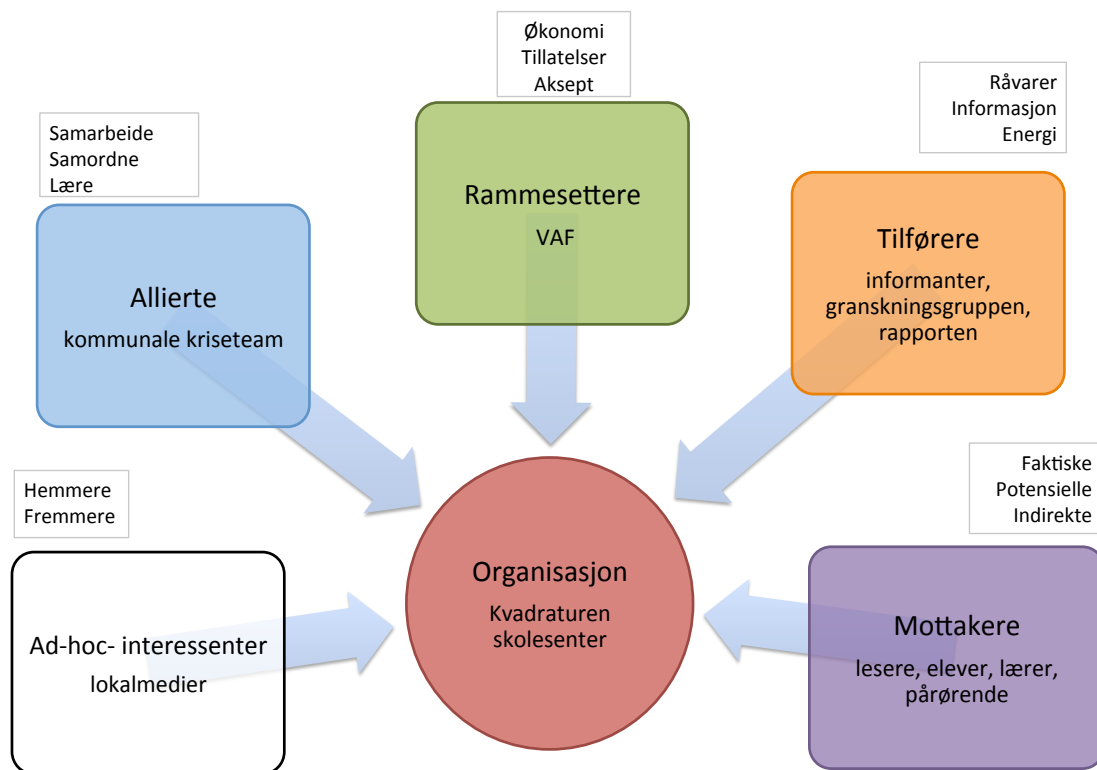 Økonomi
Tillatelser
Aksept
Rammesettere
VAF
Samarbeide
Samordne
Lære
Allierte
kommunale kriseteam
Råvarer
Informasjon
Energi
Tilførere
informanter,
granskningsgruppen,
rapporten
Hemmere
Fremmere
Ad-hoc- interessenter
lokalmedier
Organisasjon
Kvadraturen
skolesenter
Faktiske
Potensielle
Indirekte
Mottakere
lesere, elever, lærer,
pårørende